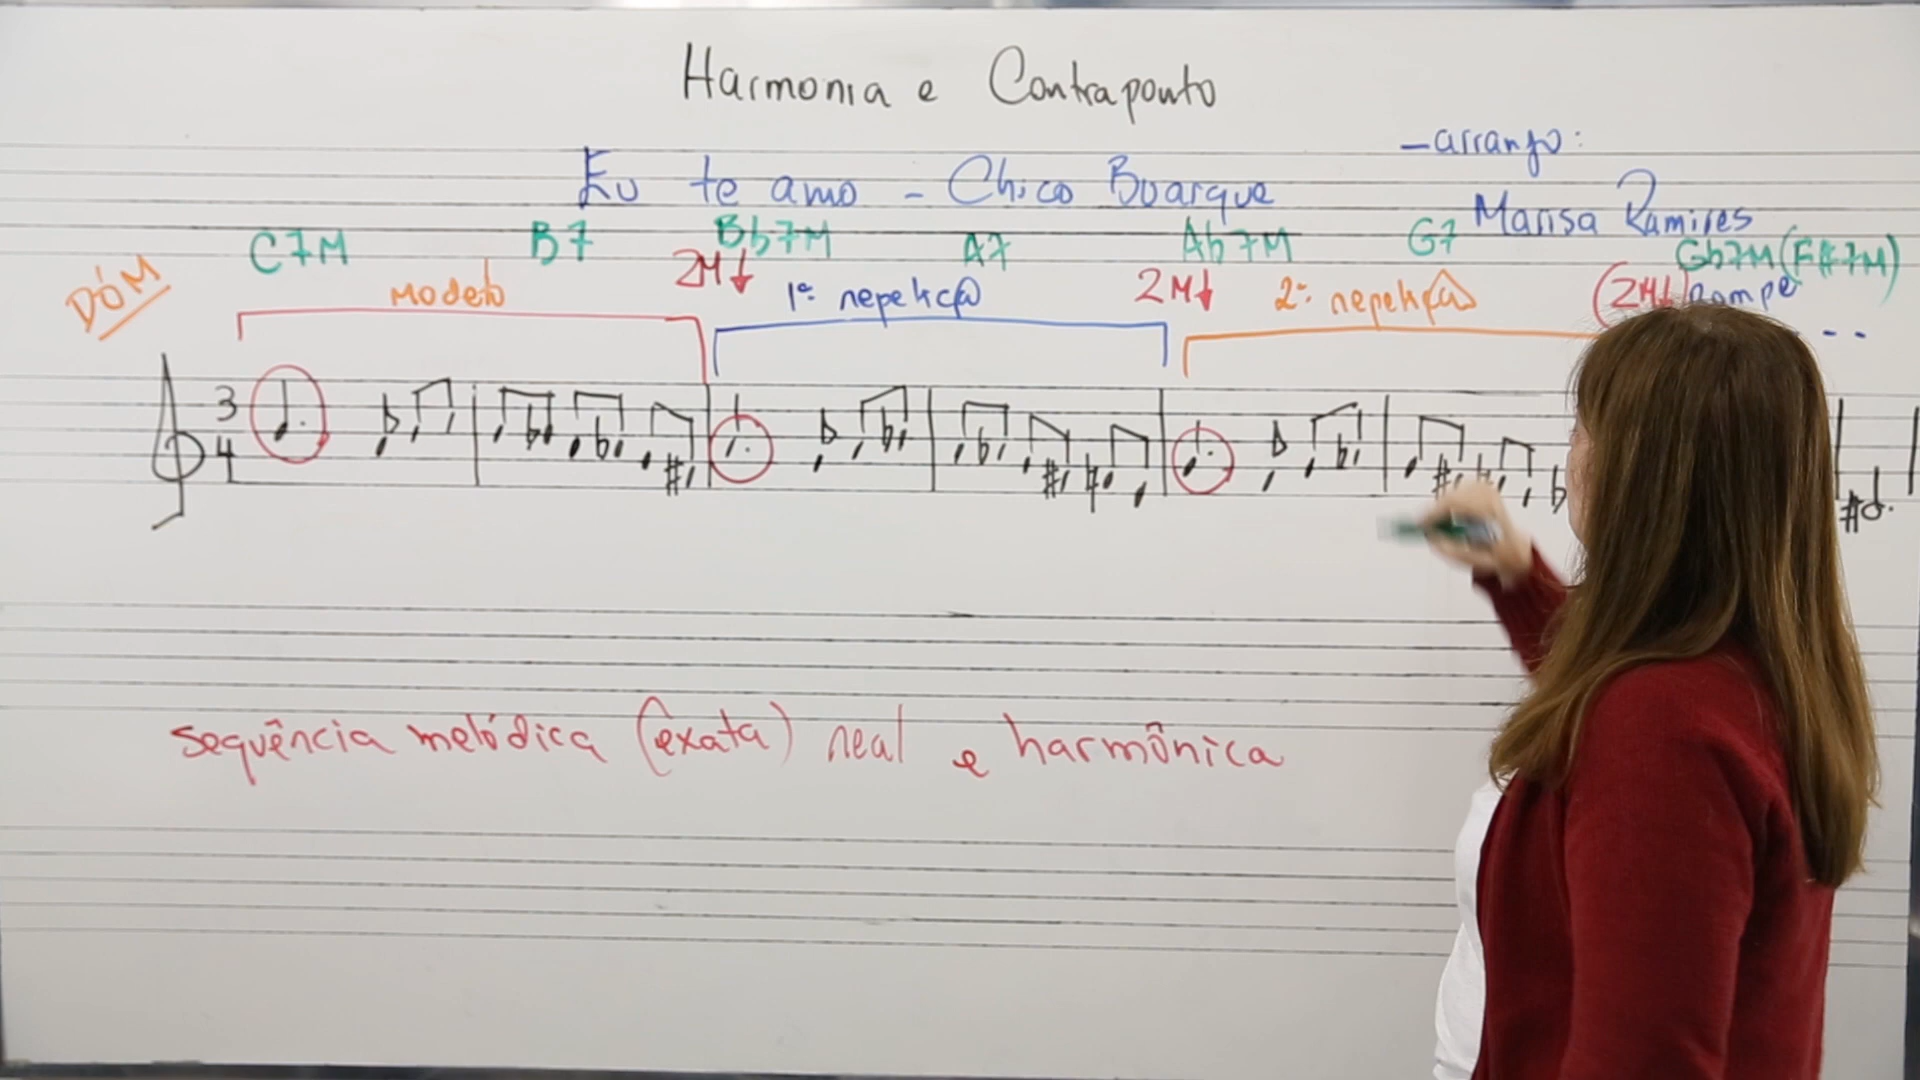 Harmonia e Contraponto
Eu te amo - Chico Buarque
- arranjo:
Marisa Ramires
C7M B7 Bb7M A7 Ab7M G7 Gb7M (F#7M)
DÓM modelo 2M↓ 1ª repetição 2M↓ 2ª repetição (2M↓) rompe ...
3
4
sequência melódica (exata) real e harmônica